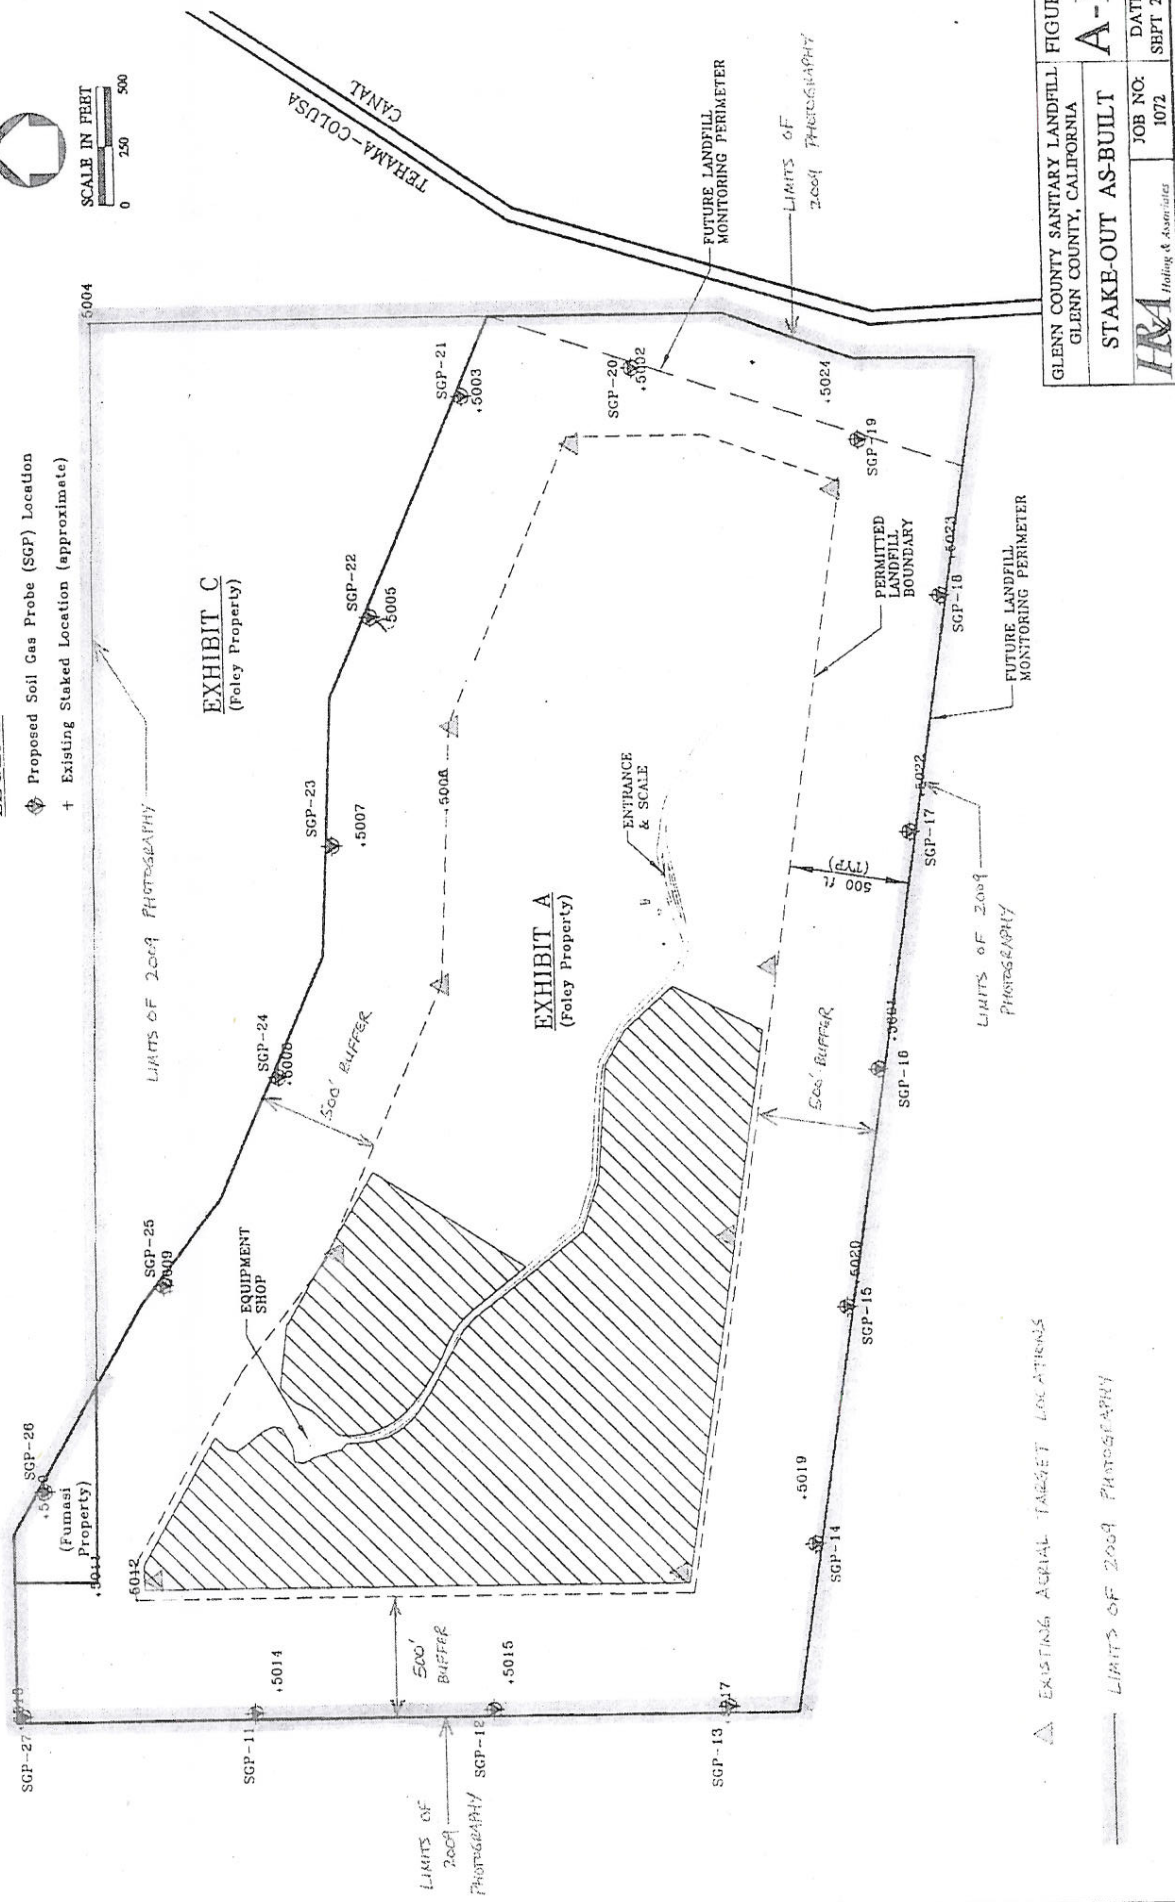 Proposed Soil Gas Probe (SGP) Location
+ Existing Staked Location (approximate)
SCALE IN FEET
0 250 500
TEHAMA-COLUSA
CANAL
5004
LIMITS OF 2009 PHOTOGRAPHY
EXHIBIT C
(Foley Property)
SGP-21
.5003
SGP-20
.5002
FUTURE LANDFILL
MONITORING PERIMETER
LIMITS OF
2009 PHOTOGRAPHY
.5024
SGP-19
SGP-22
.5005
SGP-23
.5007
SGP-24
SGP-25
SGP-26
(Fumasi
Property)
.5011
.5012
SGP-27
500' BUFFER
EQUIPMENT
SHOP
EXHIBIT A
(Foley Property)
ENTRANCE
& SCALE
PERMITTED
LANDFILL
BOUNDARY
500 ft
(TYP)
500' BUFFER
.5023
SGP-18
FUTURE LANDFILL
MONITORING PERIMETER
.5022
SGP-17
LIMITS OF 2009
PHOTOGRAPHY
SGP-16
.5020
SGP-15
.5019
SGP-14
SGP-11
.5014
500'
BUFFER
SGP-12
.5015
SGP-13
LIMITS OF
2009
PHOTOGRAPHY
EXISTING AERIAL TARGET LOCATIONS
LIMITS OF 2009 PHOTOGRAPHY
GLENN COUNTY SANITARY LANDFILL
GLENN COUNTY, CALIFORNIA
STAKE-OUT AS-BUILT
H&A
JOB NO:
1072